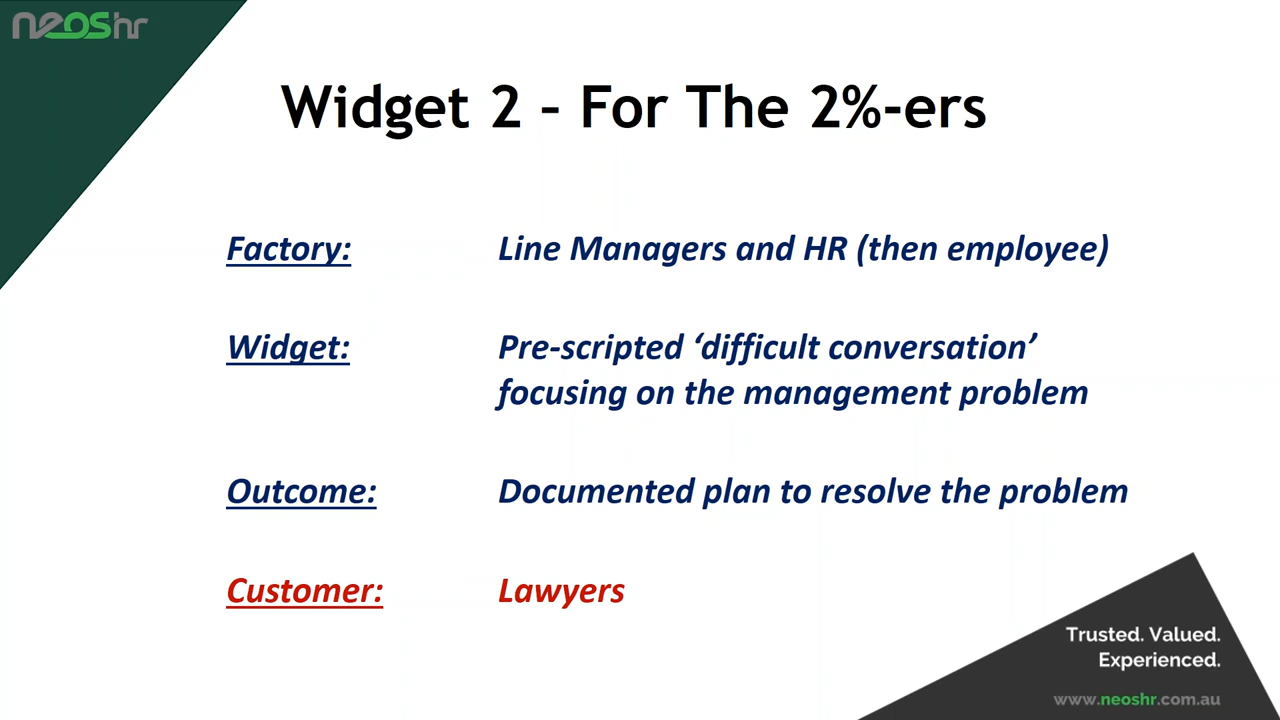 neoshr
Widget 2 – For The 2%-ers
Factory: Line Managers and HR (then employee)
Widget: Pre-scripted ‘difficult conversation’
focusing on the management problem
Outcome: Documented plan to resolve the problem
Customer: Lawyers
Trusted. Valued.
Experienced.
www.neoshr.com.au